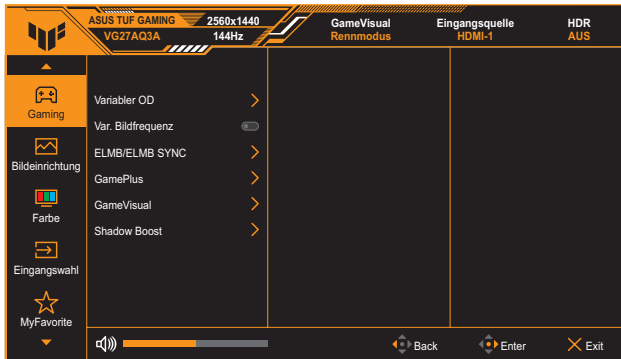 ASUS TUF GAMING 2560x1440
VG27AQ3A 144Hz
GameVisual Eingangsquelle HDR
Rennmodus HDMI-1 AUS
Gaming
Bildeinrichtung
Farbe
Eingangswahl
MyFavorite
Variabler OD
Var. Bildfrequenz
ELMB/ELMB SYNC
GamePlus
GameVisual
Shadow Boost
Back Enter Exit